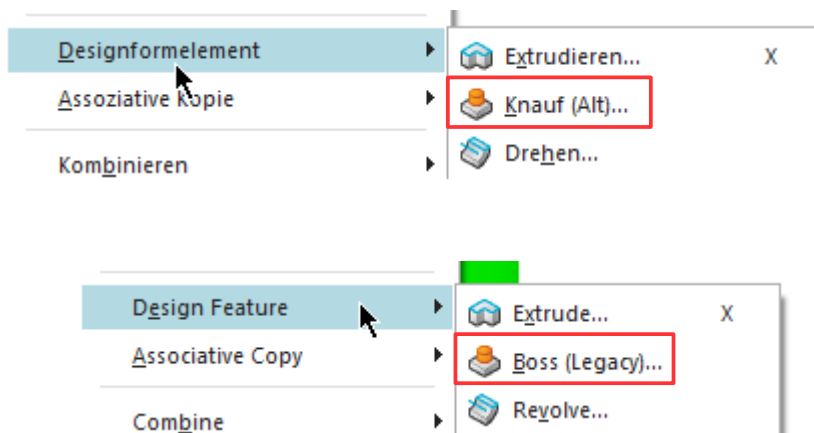 Designformelement
Extrudieren... X
Assoziative Kopie
Knauf (Alt)...
Kombinieren
Drehen...
Design Feature
Extrude... X
Associative Copy
Boss (Legacy)...
Combine
Revolve...